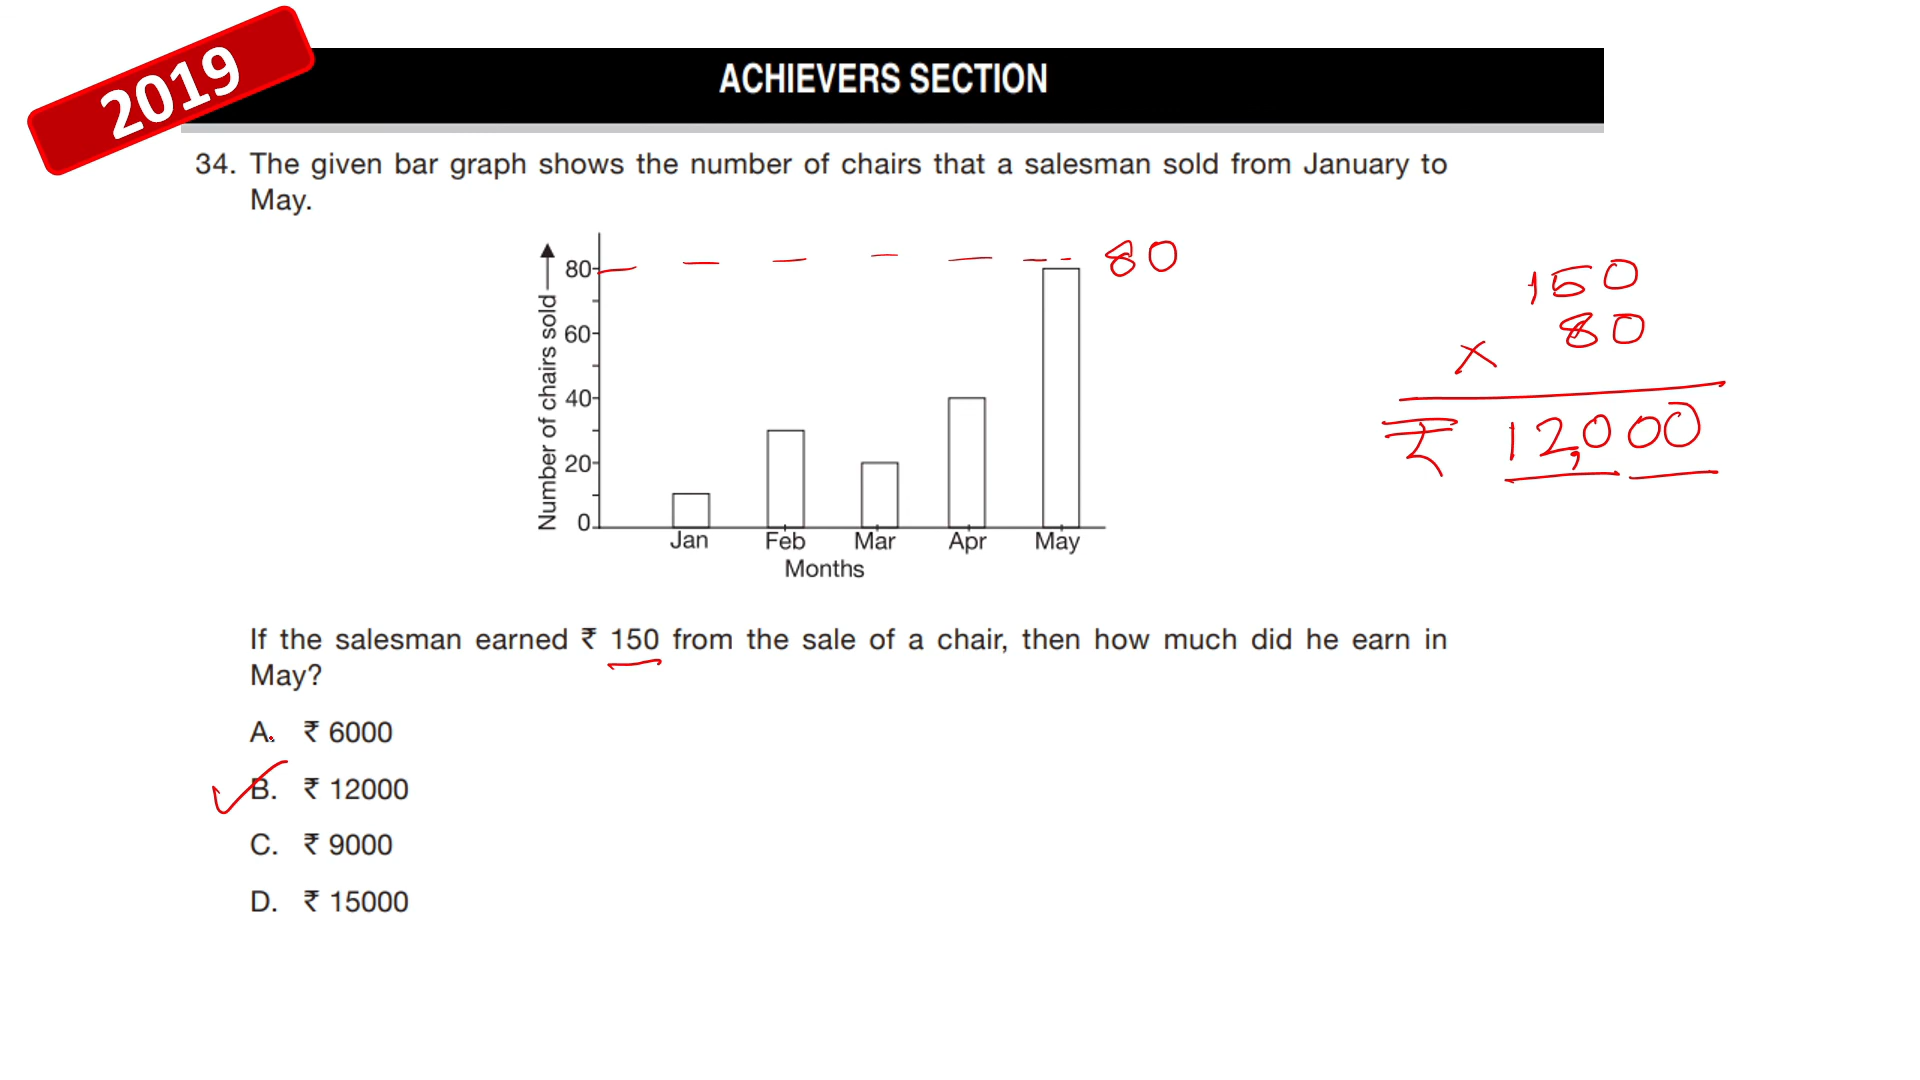 2019
ACHIEVERS SECTION
34. The given bar graph shows the number of chairs that a salesman sold from January to
May.
Number of chairs sold
80
60
40
20
0
Jan Feb Mar Apr May
Months
80
150
× 80
₹ 12,000
If the salesman earned ₹ 150 from the sale of a chair, then how much did he earn in
May?
A. ₹ 6000
B. ₹ 12000
C. ₹ 9000
D. ₹ 15000